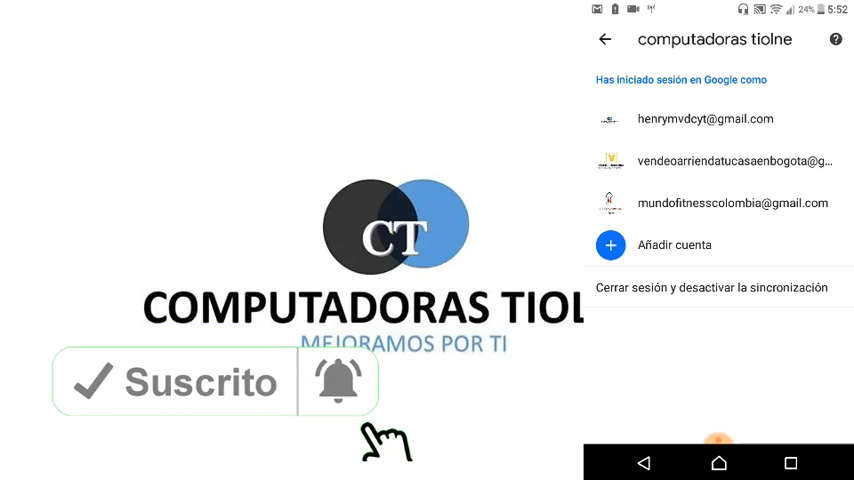 CT
COMPUTADORAS TIOL
MEJORAMOS POR TI
Suscrito
24% 5:52
computadoras tiolne
Has iniciado sesión en Google como
henrymvdcyt@gmail.com
vendeoarriendatucasaenbogota@g...
mundofitnesscolombia@gmail.com
Añadir cuenta
Cerrar sesión y desactivar la sincronización